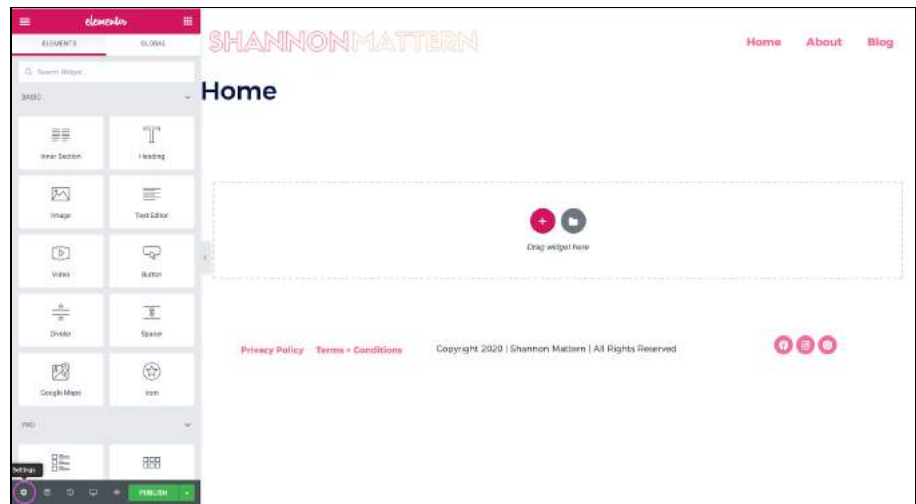 elementor
ELEMENTS GLOBAL
Search Widget...
BASIC
Inner Section Heading
Image Text Editor
Video Button
Divider Spacer
Google Maps Icon
PRO
Settings
PUBLISH
SHANNONMATTERN
Home About Blog
Home
Drag widget here
Privacy Policy Terms + Conditions
Copyright 2020 | Shannon Mattern | All Rights Reserved